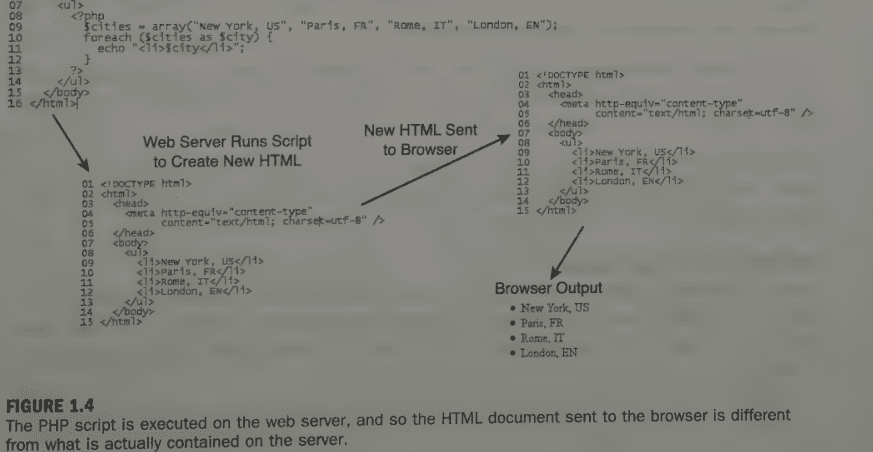 07 <ul>
08 <?php
09 $cities = array("New York, US", "Paris, FR", "Rome, IT", "London, EN");
10 foreach ($cities as $city) {
11 echo "<li>$city</li>";
12 }
13 ?>
14 </ul>
15 </body>
16 </html>
Web Server Runs Script
to Create New HTML
01 <!DOCTYPE html>
02 <html>
03 <head>
04 <meta http-equiv="content-type"
05 content="text/html; charset=utf-8" />
06 </head>
07 <body>
08 <ul>
09 <li>New York, US</li>
10 <li>Paris, FR</li>
11 <li>Rome, IT</li>
12 <li>London, EN</li>
13 </ul>
14 </body>
15 </html>
New HTML Sent
to Browser
01 <!DOCTYPE html>
02 <html>
03 <head>
04 <meta http-equiv="content-type"
05 content="text/html; charset=utf-8" />
06 </head>
07 <body>
08 <ul>
09 <li>New York, US</li>
10 <li>Paris, FR</li>
11 <li>Rome, IT</li>
12 <li>London, EN</li>
13 </ul>
14 </body>
15 </html>
Browser Output
• New York, US
• Paris, FR
• Rome, IT
• London, EN
FIGURE 1.4
The PHP script is executed on the web server, and so the HTML document sent to the browser is different
from what is actually contained on the server.